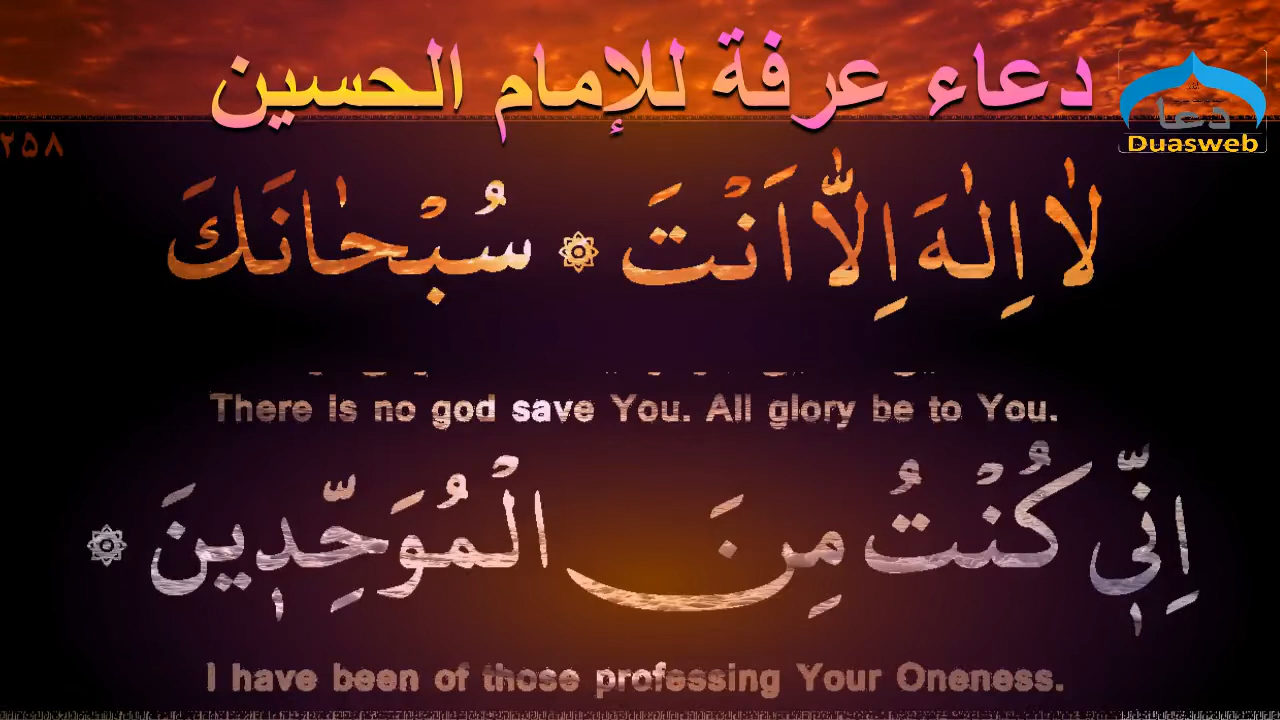 دعاء عرفة للإمام الحسين
دعا
Duasweb
٢٥٨
لٰا اِلٰهَ اِلّٰا اَنْتَ ۞ سُبْحٰانَكَ
There is no god save You. All glory be to You.
اِنّيٖ كُنْتُ مِنَ الْمُوَحِّدٖينَ ۞
I have been of those professing Your Oneness.